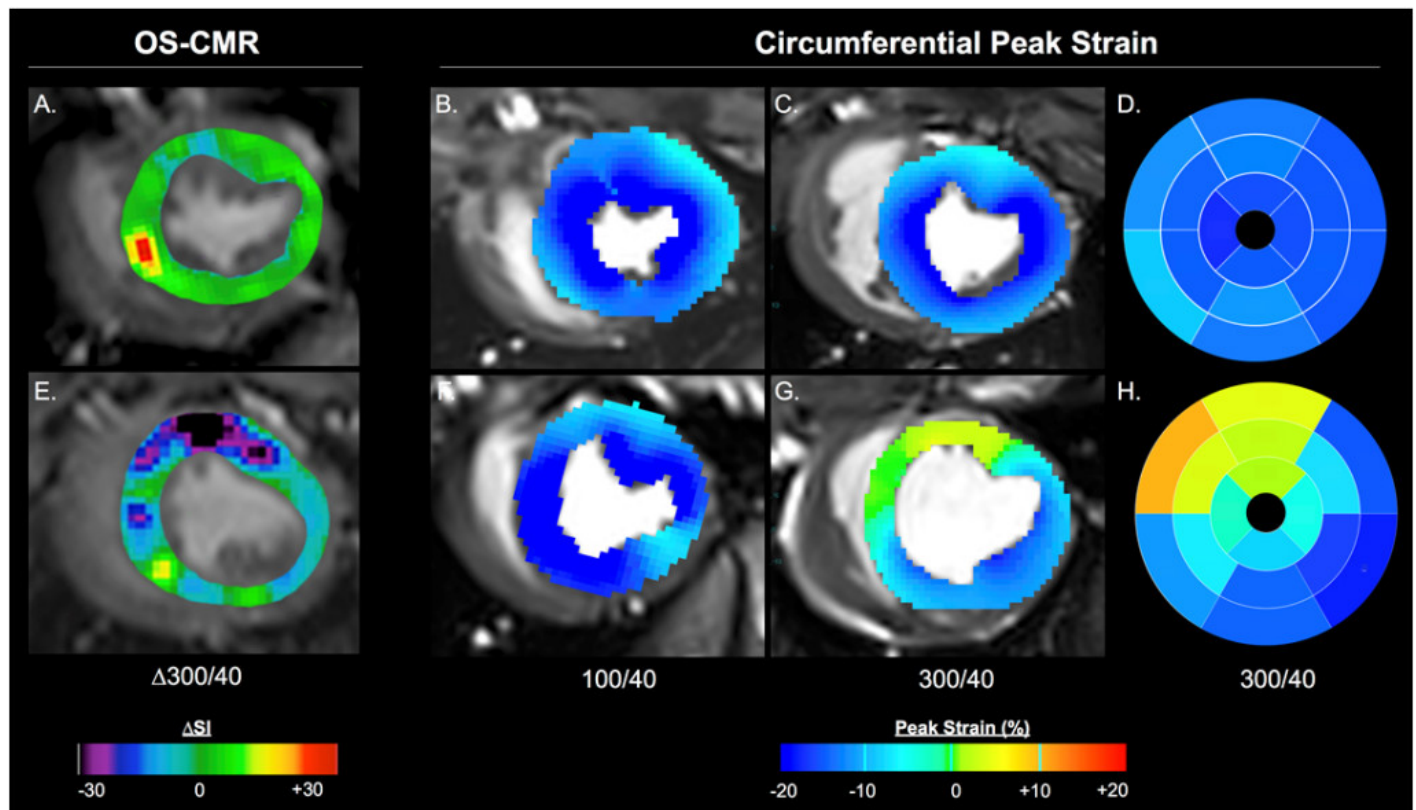 OS-CMR
Circumferential Peak Strain
A.
B.
C.
D.
E.
F.
G.
H.
Δ300/40
100/40
300/40
300/40
ΔSI
-30
0
+30
Peak Strain (%)
-20
-10
0
+10
+20